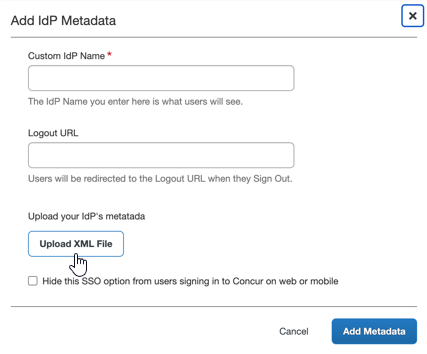 Add IdP Metadata
Custom IdP Name *
The IdP Name you enter here is what users will see.
Logout URL
Users will be redirected to the Logout URL when they Sign Out.
Upload your IdP's metatada
Upload XML File
Hide this SSO option from users signing in to Concur on web or mobile
Cancel
Add Metadata